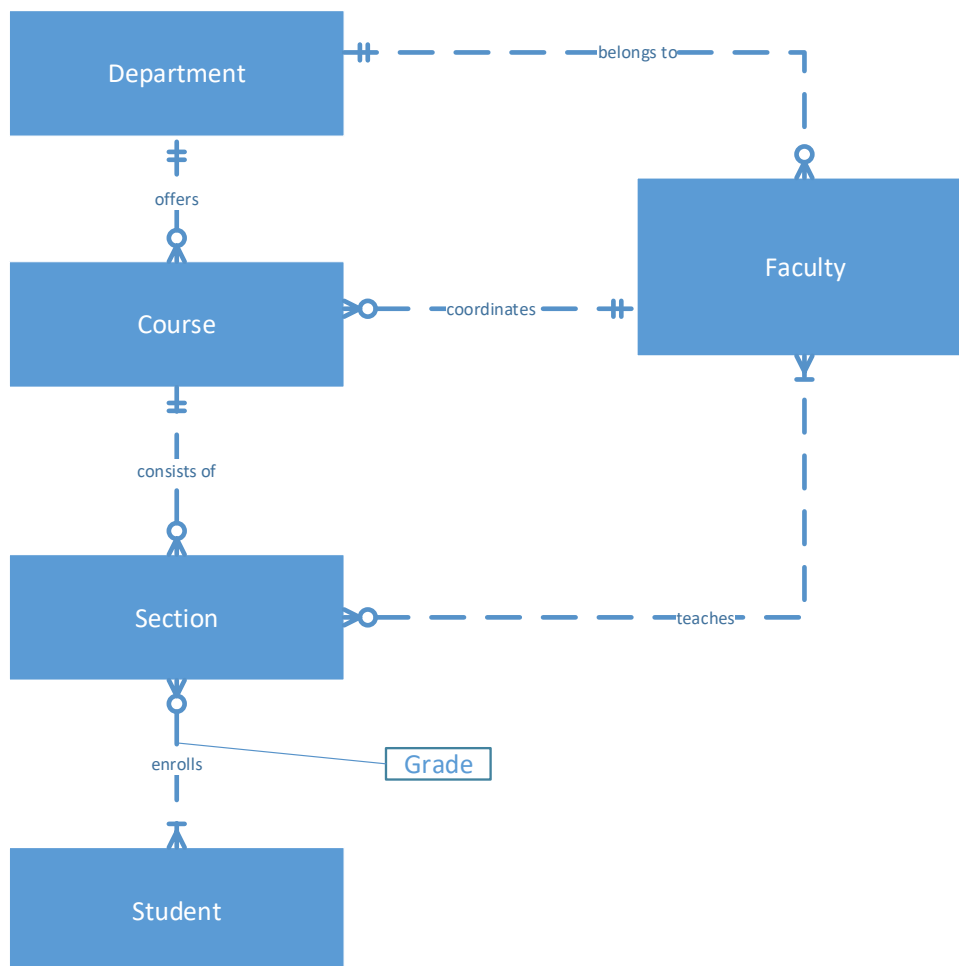 Department
belongs to
offers
Faculty
Course
coordinates
consists of
Section
teaches
enrolls
Grade
Student